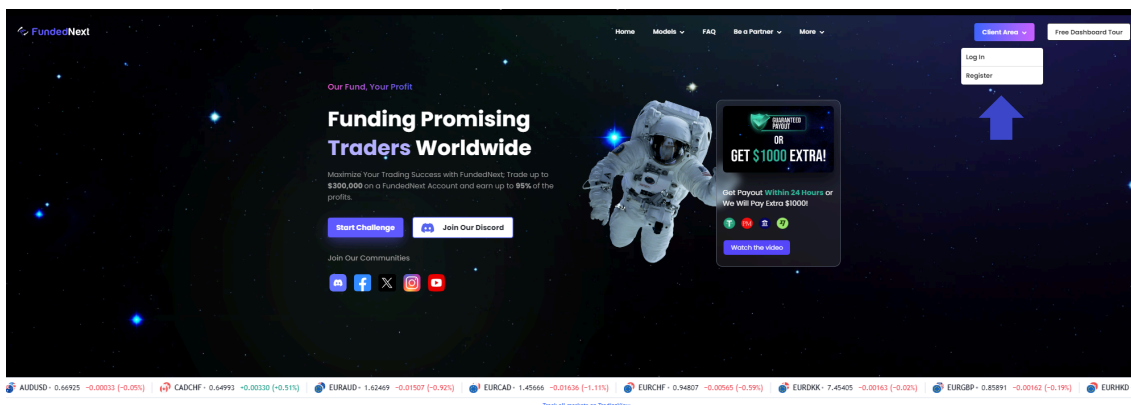 FundedNext
Home Models FAQ Be a Partner More Client Area Free Dashboard Tour
Log In
Register
Our Fund, Your Profit
Funding Promising
Traders Worldwide
Maximize Your Trading Success with FundedNext; Trade up to
$300,000 on a FundedNext Account and earn up to 95% of the
profits.
Start Challenge Join Our Discord
Join Our Communities
GUARANTEED
PAYOUT
OR
GET $1000 EXTRA!
Get Payout Within 24 Hours or
We Will Pay Extra $1000!
PM
Watch the video
AUDUSD 0.66925 -0.00033 (-0.05%) CADCHF 0.64993 +0.00330 (+0.51%) EURAUD 1.62469 -0.01507 (-0.92%) EURCAD 1.45666 -0.01636 (-1.11%) EURCHF 0.94807 -0.00565 (-0.59%) EURDKK 7.45405 -0.00163 (-0.02%) EURGBP 0.85891 -0.00162 (-0.19%) EURHKD
Track all markets on TradingView